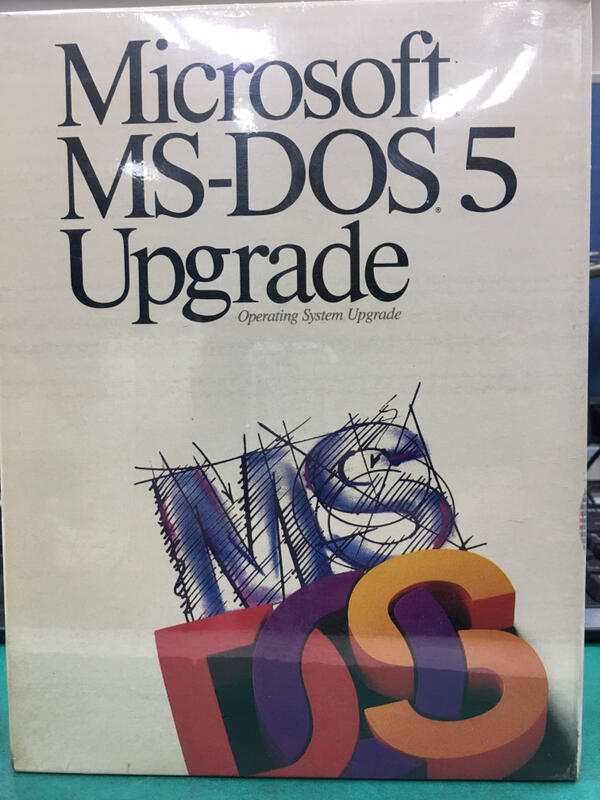 Microsoft®
MS-DOS® 5
Upgrade
Operating System Upgrade
MS
DOS